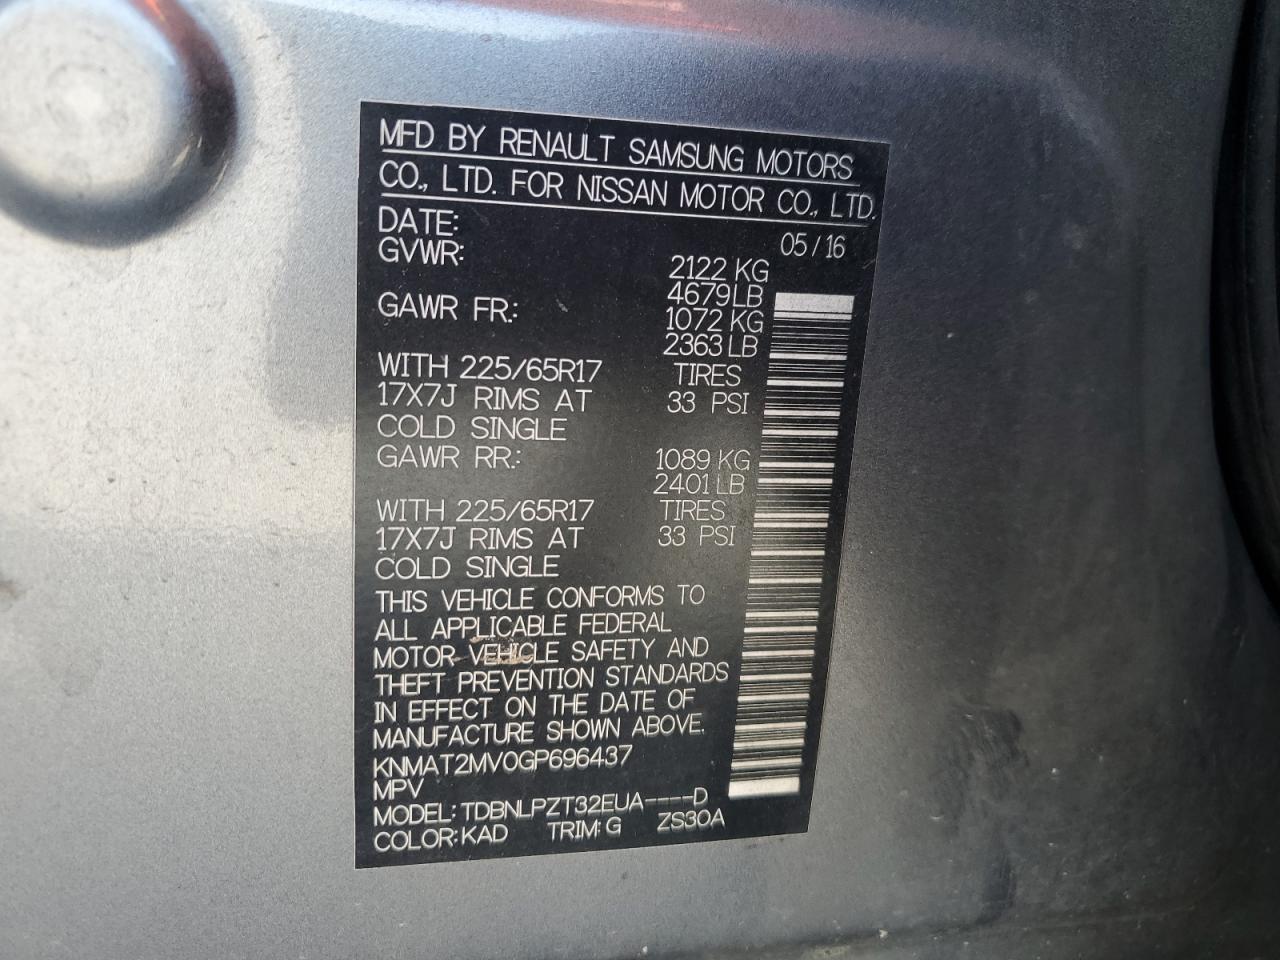 MFD BY RENAULT SAMSUNG MOTORS
CO., LTD. FOR NISSAN MOTOR CO., LTD.
DATE: 05/16
GVWR: 2122 KG
4679 LB
GAWR FR.: 1072 KG
2363 LB
WITH 225/65R17 TIRES
17X7J RIMS AT 33 PSI
COLD SINGLE
GAWR RR.: 1089 KG
2401 LB
WITH 225/65R17 TIRES
17X7J RIMS AT 33 PSI
COLD SINGLE
THIS VEHICLE CONFORMS TO
ALL APPLICABLE FEDERAL
MOTOR VEHICLE SAFETY AND
THEFT PREVENTION STANDARDS
IN EFFECT ON THE DATE OF
MANUFACTURE SHOWN ABOVE.
KNMAT2MV0GP696437
MPV
MODEL: TDBNLPZT32EUA----D
COLOR: KAD TRIM: G ZS30A